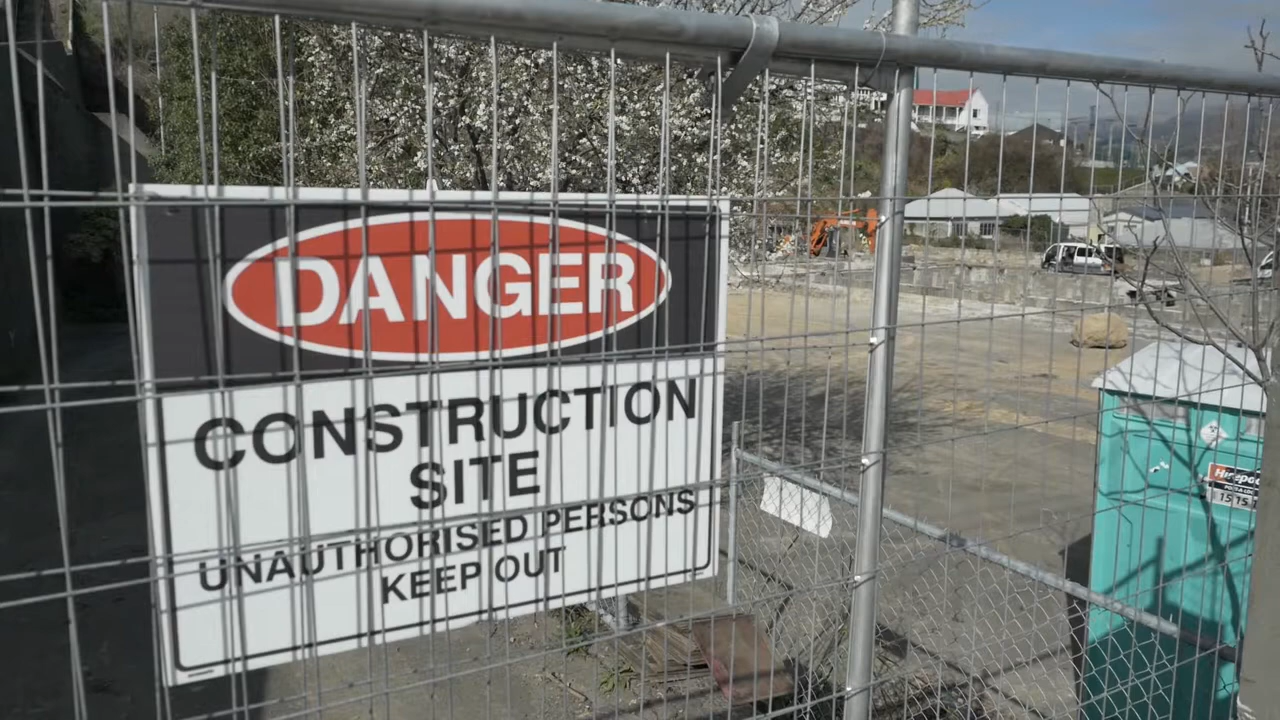 DANGER
CONSTRUCTION
SITE
UNAUTHORISED PERSONS
KEEP OUT